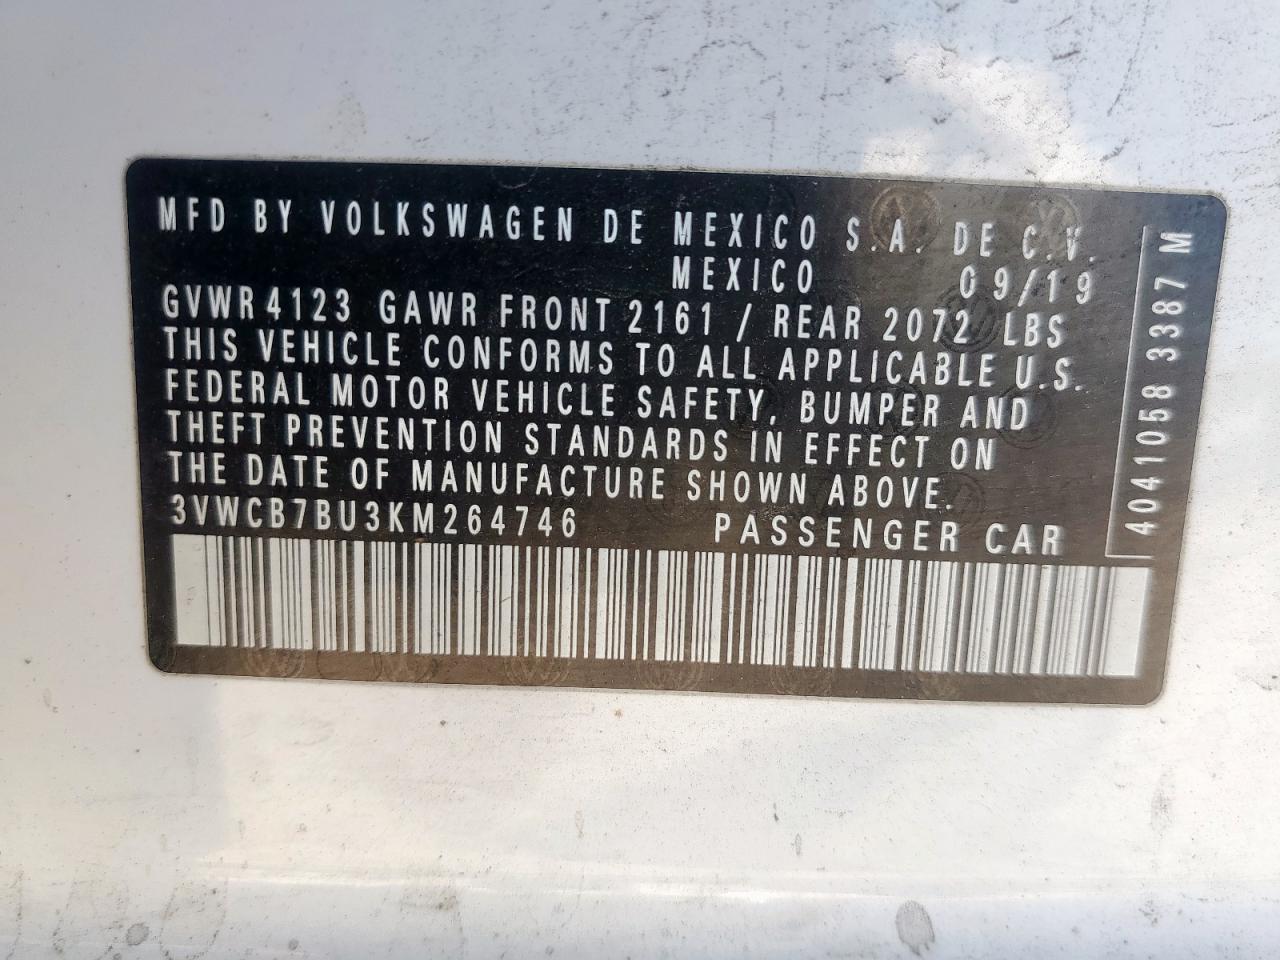 MFD BY VOLKSWAGEN DE MEXICO S.A. DE C.V.
MEXICO 09/19
GVWR 4123 GAWR FRONT 2161 / REAR 2072 LBS
THIS VEHICLE CONFORMS TO ALL APPLICABLE U.S.
FEDERAL MOTOR VEHICLE SAFETY, BUMPER AND
THEFT PREVENTION STANDARDS IN EFFECT ON
THE DATE OF MANUFACTURE SHOWN ABOVE.
3VWCB7BU3KM264746 PASSENGER CAR
4041058 3387 M